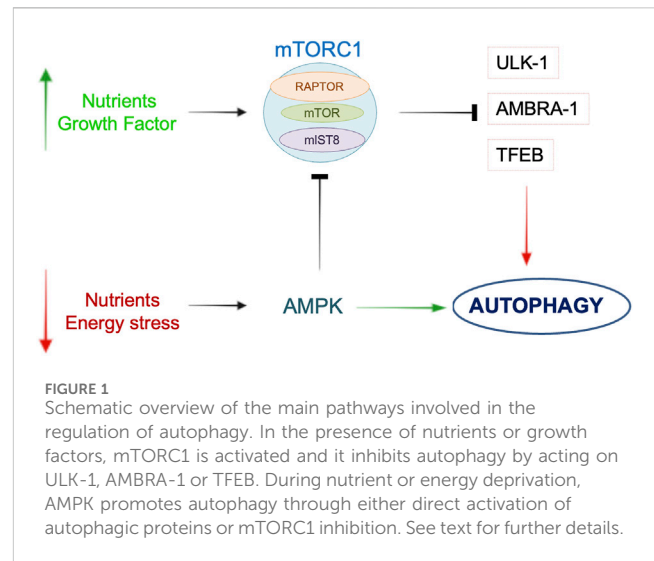 mTORC1
RAPTOR
mTOR
mIST8
ULK-1
AMBRA-1
TFEB
Nutrients
Growth Factor
Nutrients
Energy stress
AMPK
AUTOPHAGY
FIGURE 1
Schematic overview of the main pathways involved in the
regulation of autophagy. In the presence of nutrients or growth
factors, mTORC1 is activated and it inhibits autophagy by acting on
ULK-1, AMBRA-1 or TFEB. During nutrient or energy deprivation,
AMPK promotes autophagy through either direct activation of
autophagic proteins or mTORC1 inhibition. See text for further details.